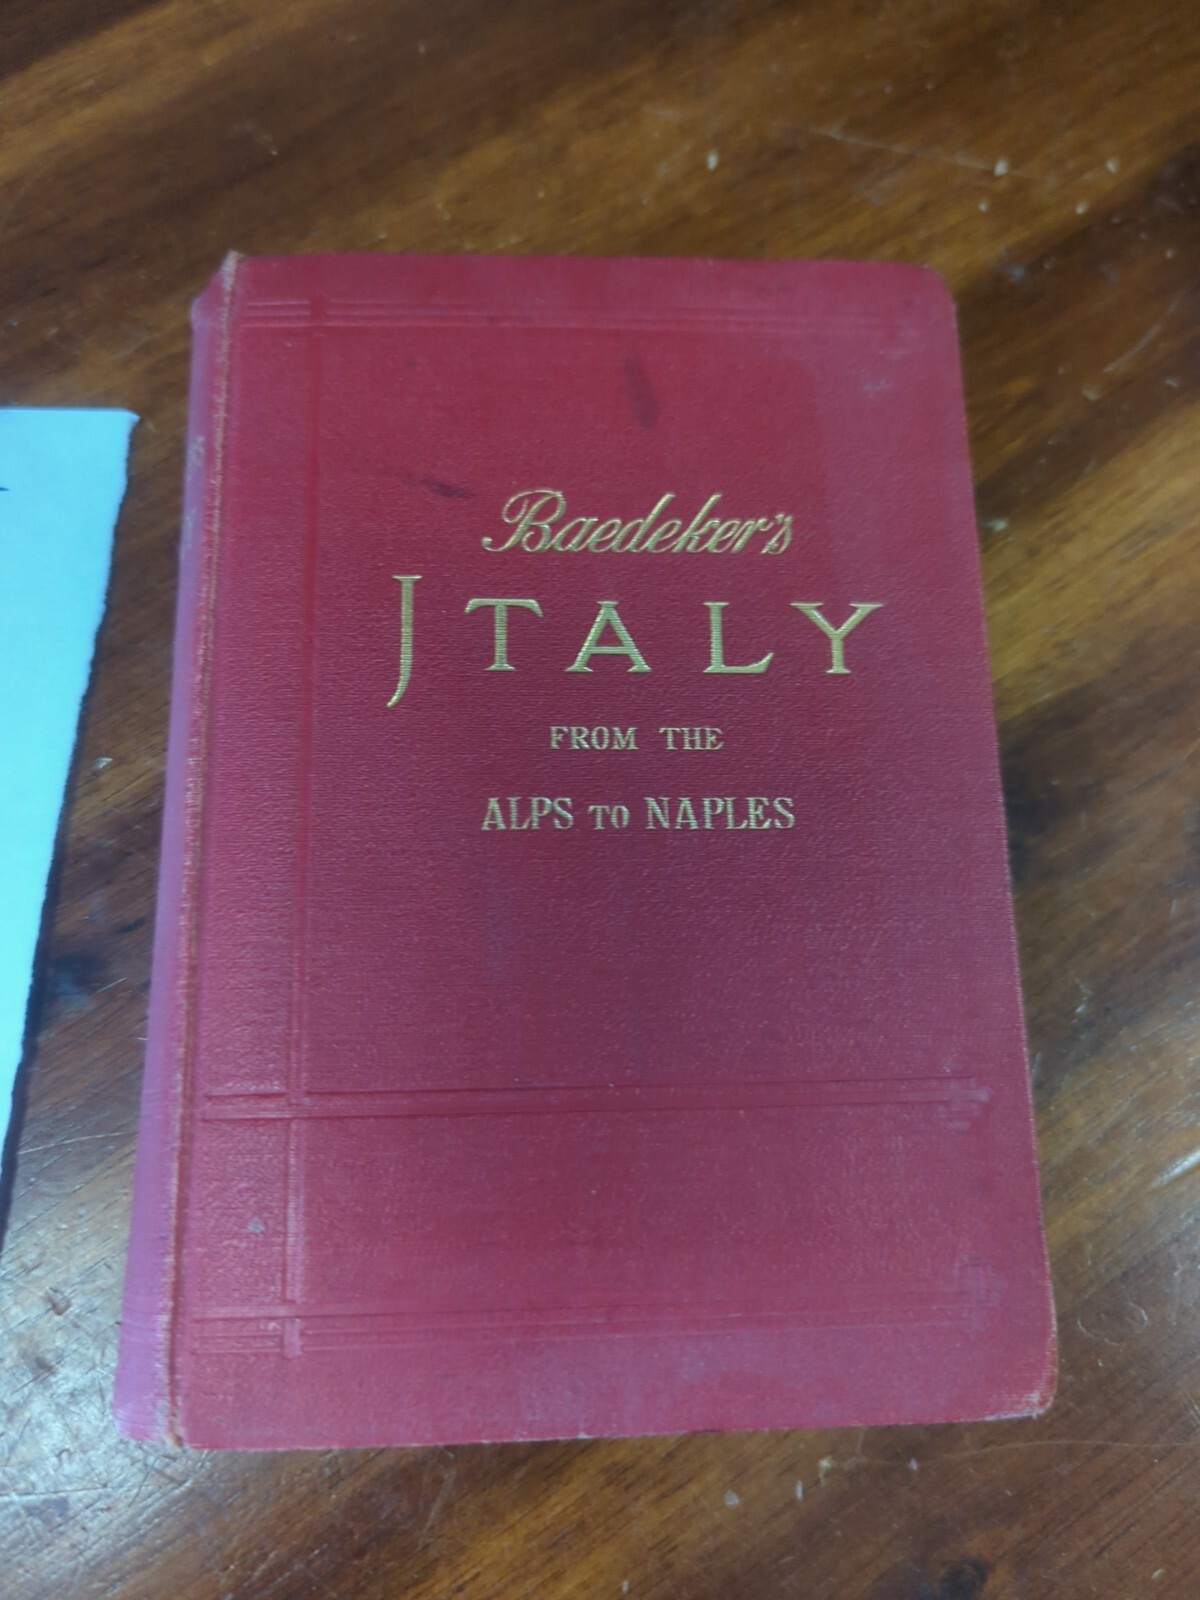 Baedeker's
ITALY
FROM THE
ALPS TO NAPLES